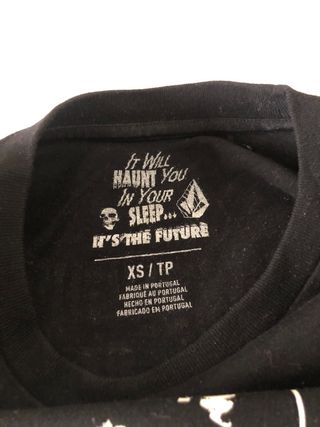 IT WILL
HAUNT YOU
IN YOUR
SLEEP...
IT'S THE FUTURE
XS / TP
MADE IN PORTUGAL
FABRIQUÉ AU PORTUGAL
HECHO EN PORTUGAL
FABRICADO EM PORTUGAL